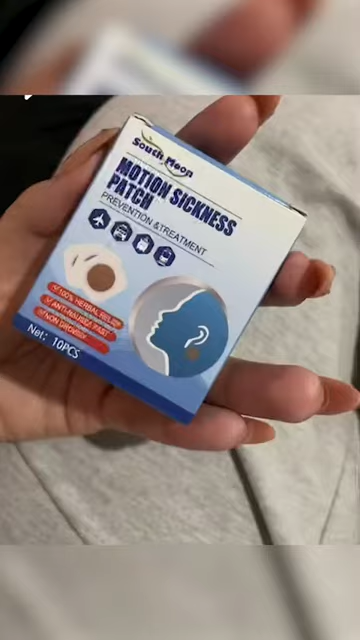 South Moon
MOTION SICKNESS
PATCH
PREVENTION & TREATMENT
100% HERBAL RELIEF
ANTI-NAUSEA FAST
NON DROWSY
Net: 10PCS